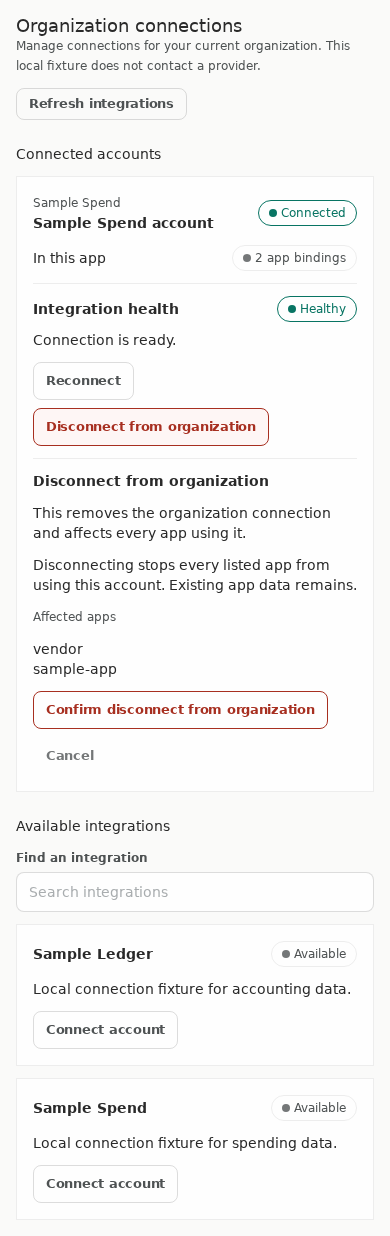 Organization connections
Manage connections for your current organization. This
local fixture does not contact a provider.
Refresh integrations
Connected accounts
Sample Spend
Sample Spend account
Connected
In this app
2 app bindings
Integration health
Healthy
Connection is ready.
Reconnect
Disconnect from organization
Disconnect from organization
This removes the organization connection
and affects every app using it.
Disconnecting stops every listed app from
using this account. Existing app data remains.
Affected apps
vendor
sample-app
Confirm disconnect from organization
Cancel
Available integrations
Find an integration
Search integrations
Sample Ledger
Available
Local connection fixture for accounting data.
Connect account
Sample Spend
Available
Local connection fixture for spending data.
Connect account